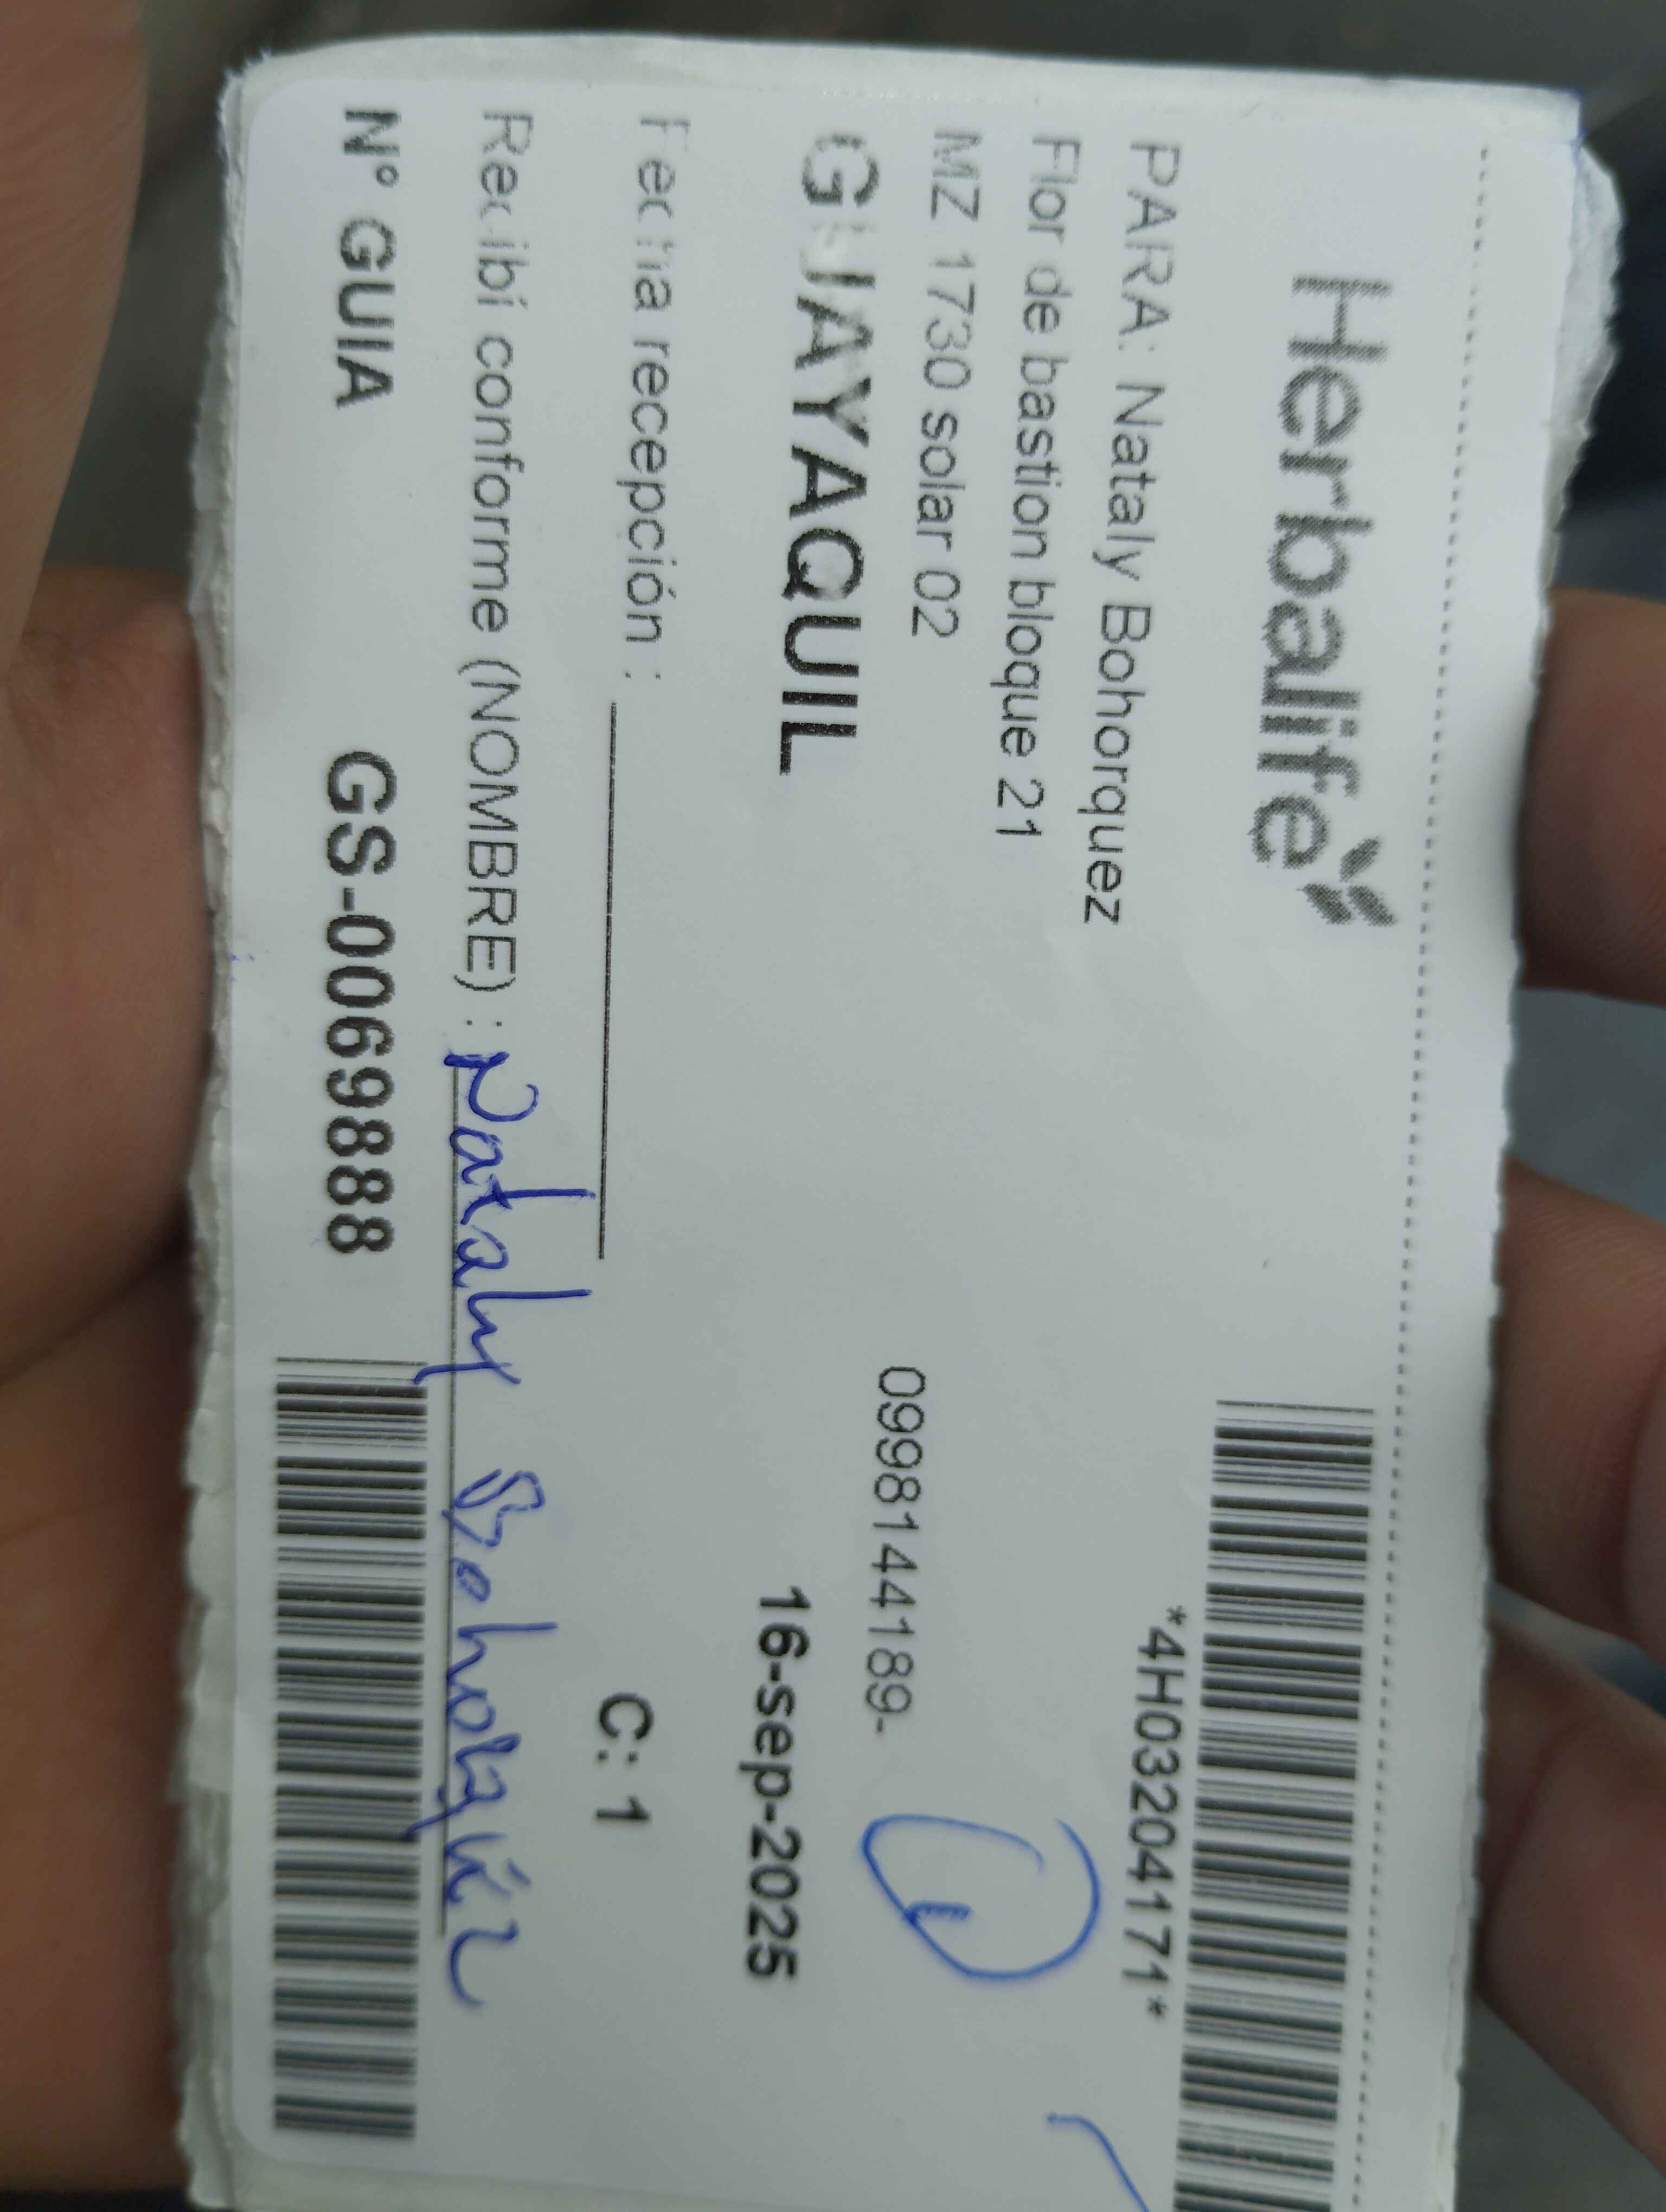 Herbalife
*4H03204171*
PARA: Nataly Bohorquez
Flor de bastion bloque 21
MZ 1730 solar 02
0998144189-
GUAYAQUIL
16-sep-2025
Fecha recepción :
C: 1
Recibí conforme (NOMBRE) : Nataly Bohorquez
N° GUIA GS-0069888